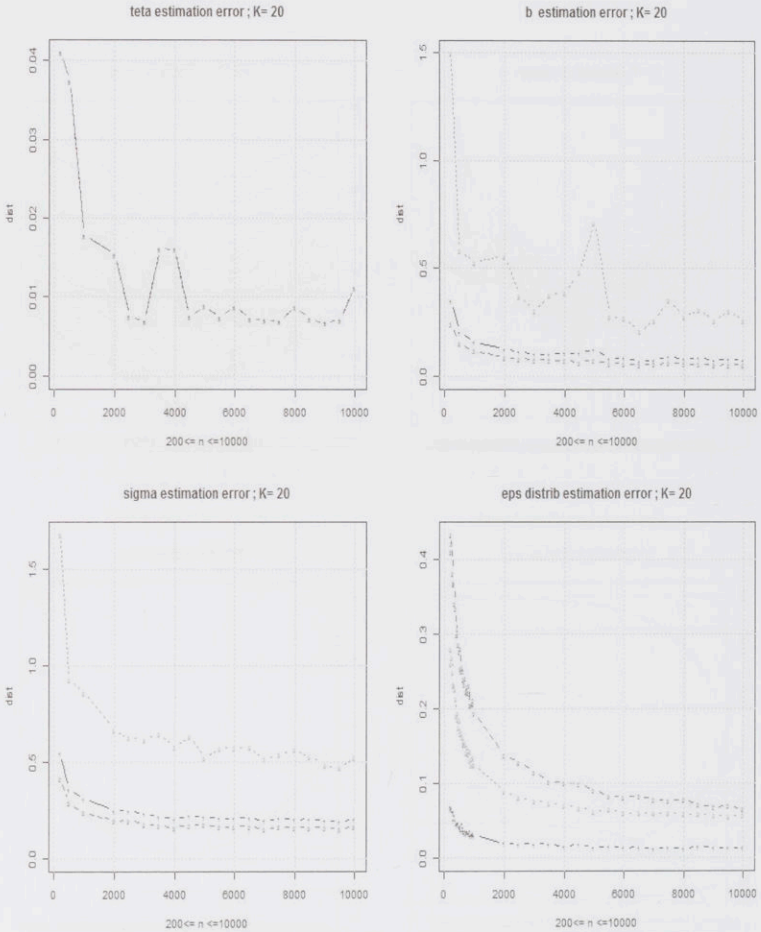 teta estimation error ; K= 20
dist
0.00 0.01 0.02 0.03 0.04
0 2000 4000 6000 8000 10000
200<= n <=10000
b estimation error ; K= 20
dist
0.0 0.5 1.0 1.5
0 2000 4000 6000 8000 10000
200<= n <=10000
sigma estimation error ; K= 20
dist
0.0 0.5 1.0 1.5
0 2000 4000 6000 8000 10000
200<= n <=10000
eps distrib estimation error ; K= 20
dist
0.0 0.1 0.2 0.3 0.4
0 2000 4000 6000 8000 10000
200<= n <=10000